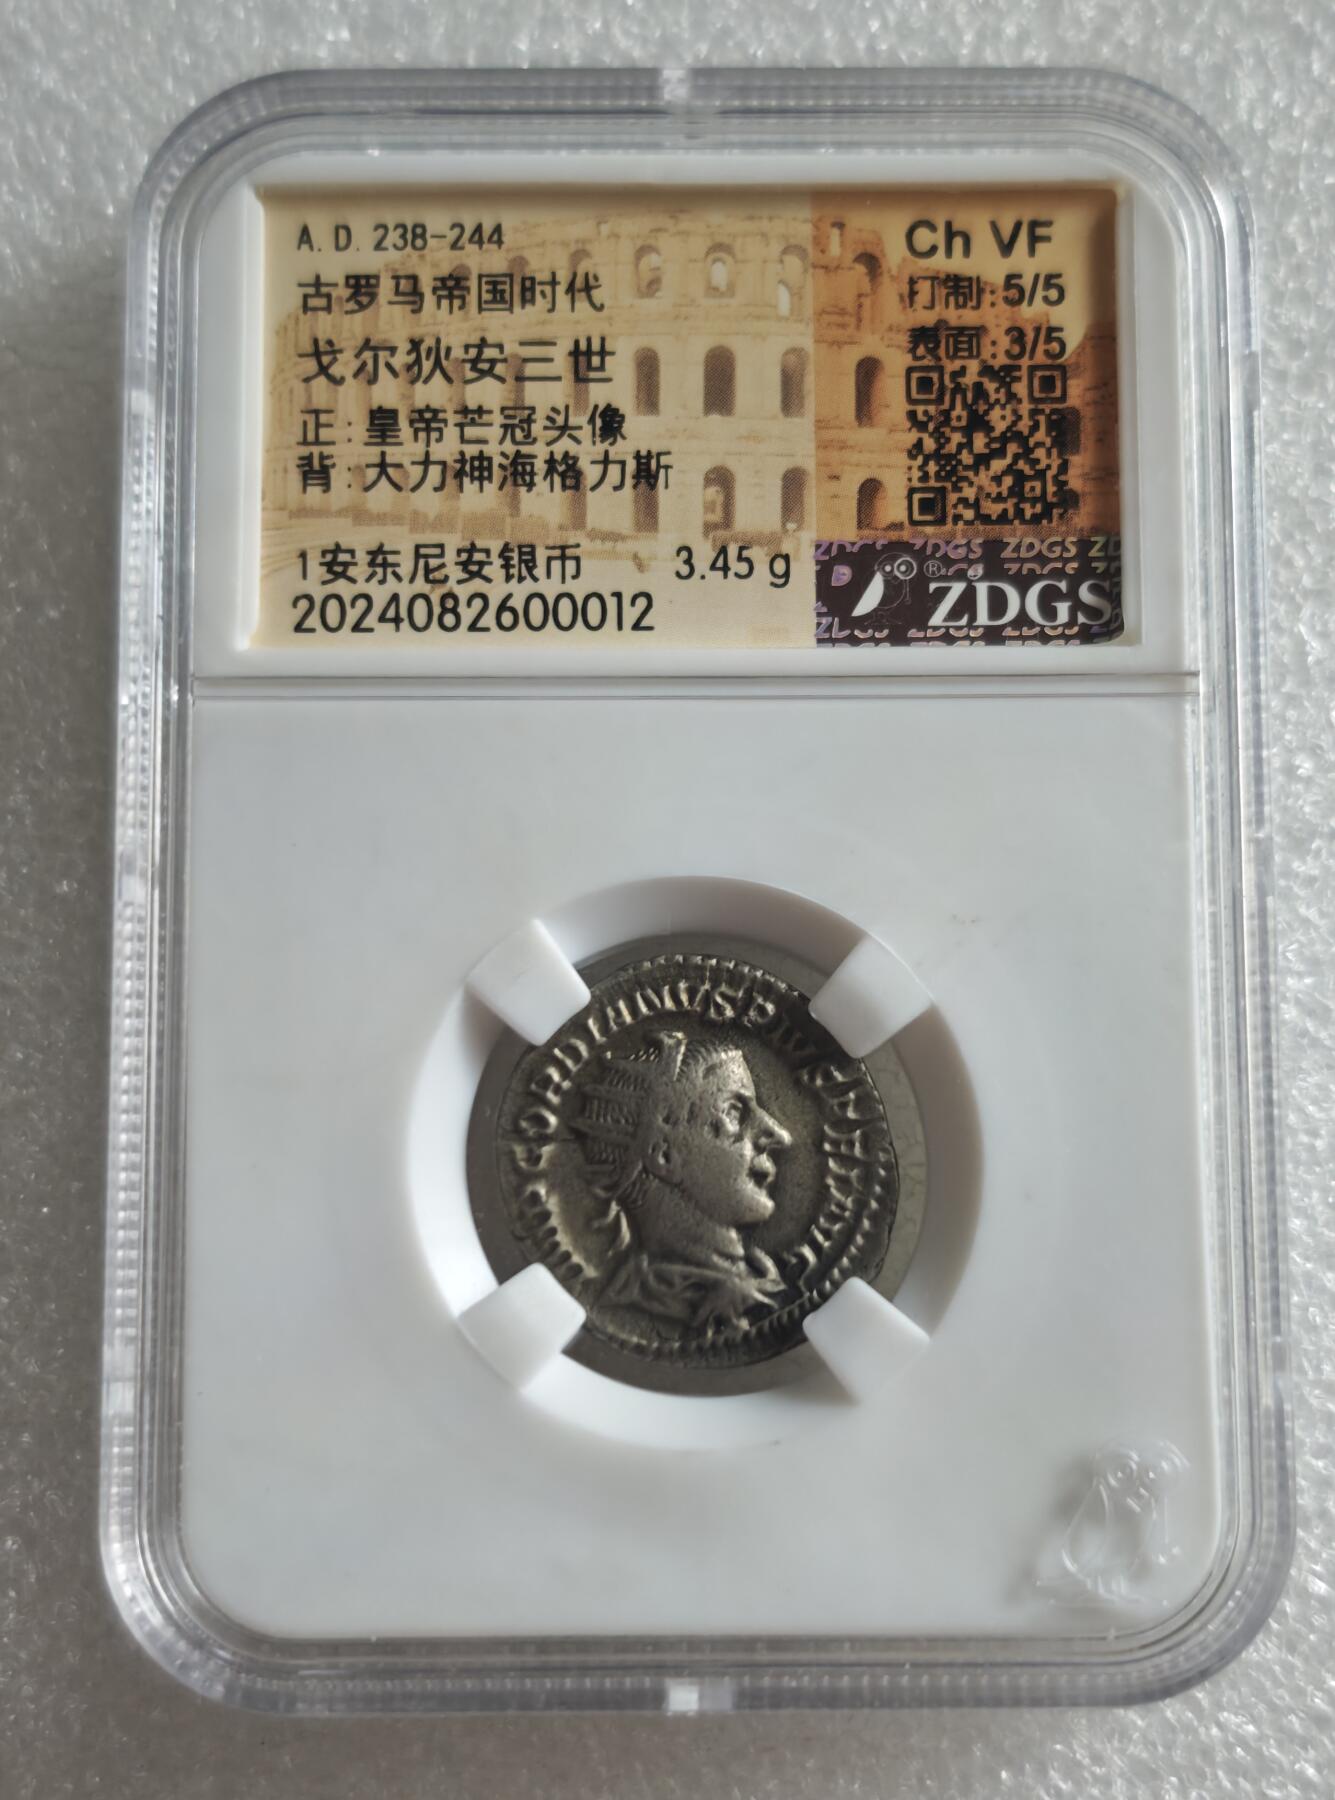 A.D. 238-244
古罗马帝国时代
戈尔狄安三世
正:皇帝芒冠头像
背:大力神海格力斯
1安东尼安银币 3.45 g
2024082600012
Ch VF
打制:5/5
表面:3/5
ZDGS
IMP GORDIANVS PIVS FEL AVG